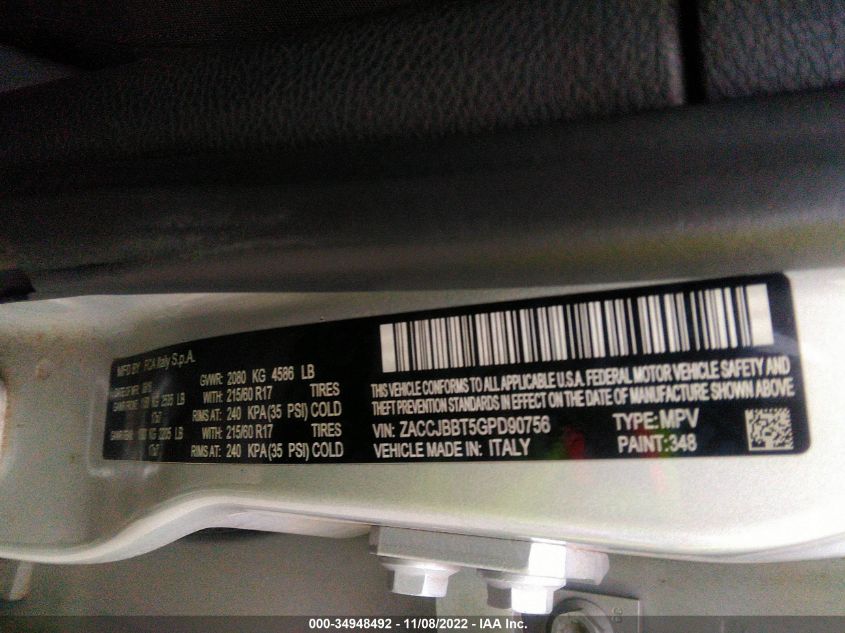 MFD BY: FCA Italy S.p.A.
GVWR: 2080 KG 4586 LB
WITH: 215/60 R17 TIRES
RIMS AT: 240 KPA (35 PSI) COLD
WITH: 215/60 R17 TIRES
RIMS AT: 240 KPA (35 PSI) COLD
THIS VEHICLE CONFORMS TO ALL APPLICABLE U.S.A. FEDERAL MOTOR VEHICLE SAFETY AND
THEFT PREVENTION STANDARDS IN EFFECT ON THE DATE OF MANUFACTURE SHOWN ABOVE
VIN: ZACCJBBT5GPD90756 TYPE: MPV
VEHICLE MADE IN: ITALY PAINT: 348
000-34948492 - 11/08/2022 - IAA Inc.